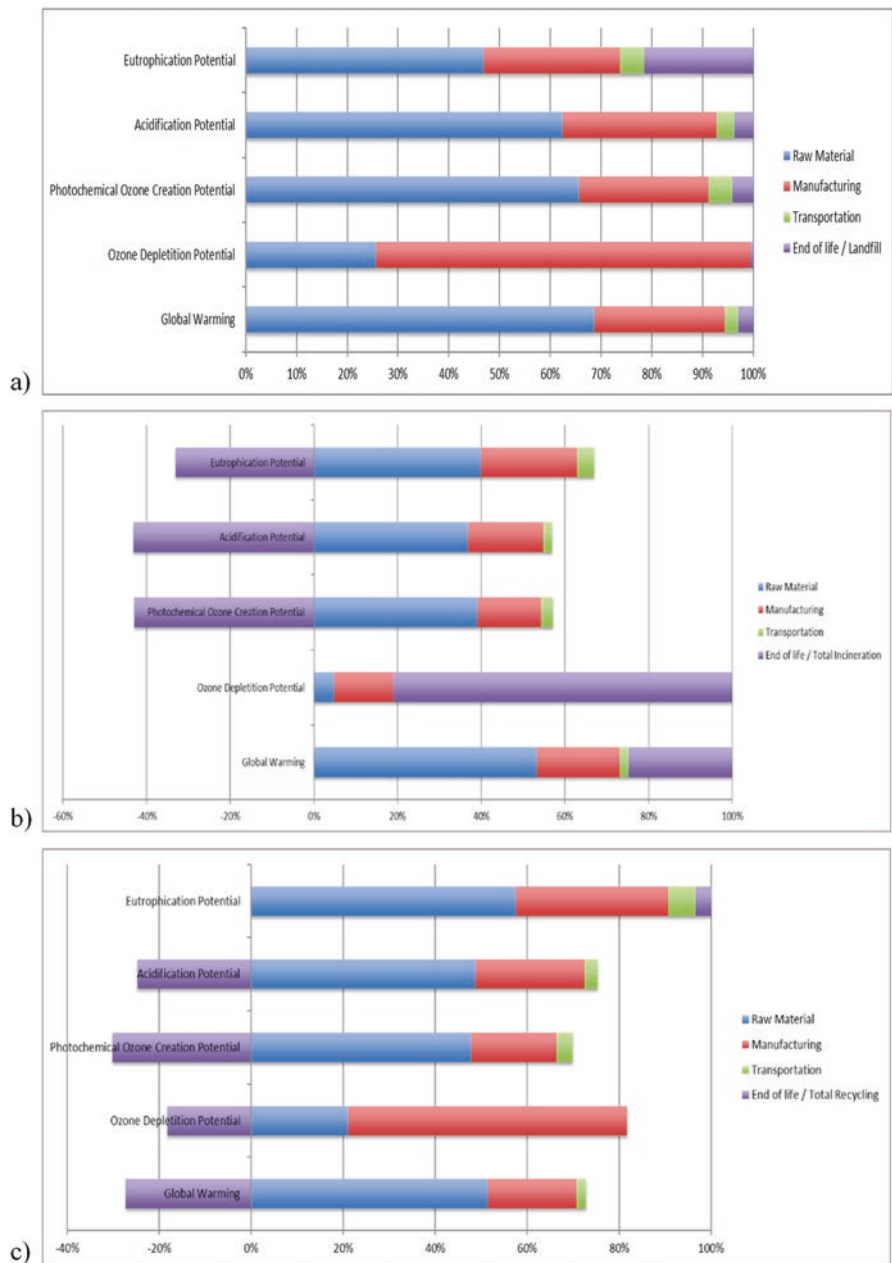 Eutrophication Potential
Acidification Potential
Photochemical Ozone Creation Potential
Ozone Depletition Potential
Global Warming
0% 10% 20% 30% 40% 50% 60% 70% 80% 90% 100%
Raw Material
Manufacturing
Transportation
End of life / Landfill
a)
Eutrophication Potential
Acidification Potential
Photochemical Ozone Creation Potential
Ozone Depletition Potential
Global Warming
-60% -40% -20% 0% 20% 40% 60% 80% 100%
Raw Material
Manufacturing
Transportation
End of life / Total Incineration
b)
Eutrophication Potential
Acidification Potential
Photochemical Ozone Creation Potential
Ozone Depletition Potential
Global Warming
-40% -20% 0% 20% 40% 60% 80% 100%
Raw Material
Manufacturing
Transportation
End of life / Total Recycling
c)